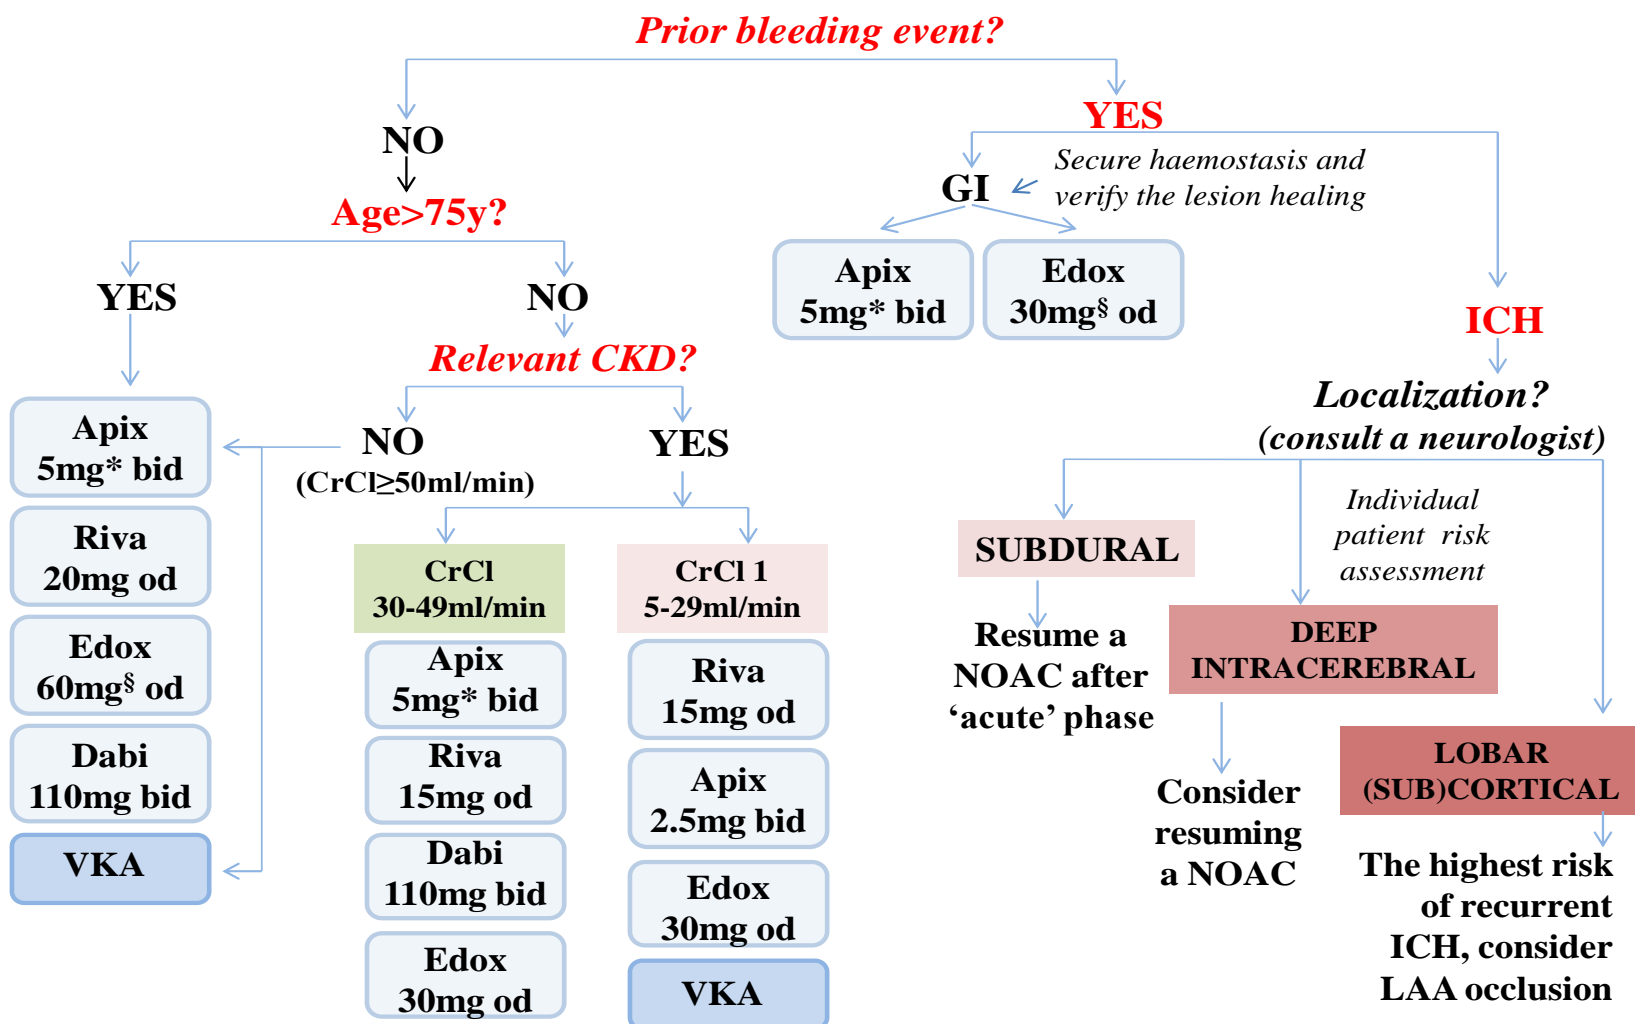 Prior bleeding event?
NO
Age>75y?
YES
Apix
5mg* bid
Riva
20mg od
Edox
60mg§ od
Dabi
110mg bid
VKA
NO
Relevant CKD?
NO
(CrCl≥50ml/min)
YES
CrCl
30-49ml/min
Apix
5mg* bid
Riva
15mg od
Dabi
110mg bid
Edox
30mg od
CrCl 1
5-29ml/min
Riva
15mg od
Apix
2.5mg bid
Edox
30mg od
VKA
YES
Secure haemostasis and
verify the lesion healing
GI
Apix
5mg* bid
Edox
30mg§ od
ICH
Localization?
(consult a neurologist)
Individual
patient risk
assessment
SUBDURAL
Resume a
NOAC after
‘acute’ phase
DEEP
INTRACEREBRAL
Consider
resuming
a NOAC
LOBAR
(SUB)CORTICAL
The highest risk
of recurrent
ICH, consider
LAA occlusion